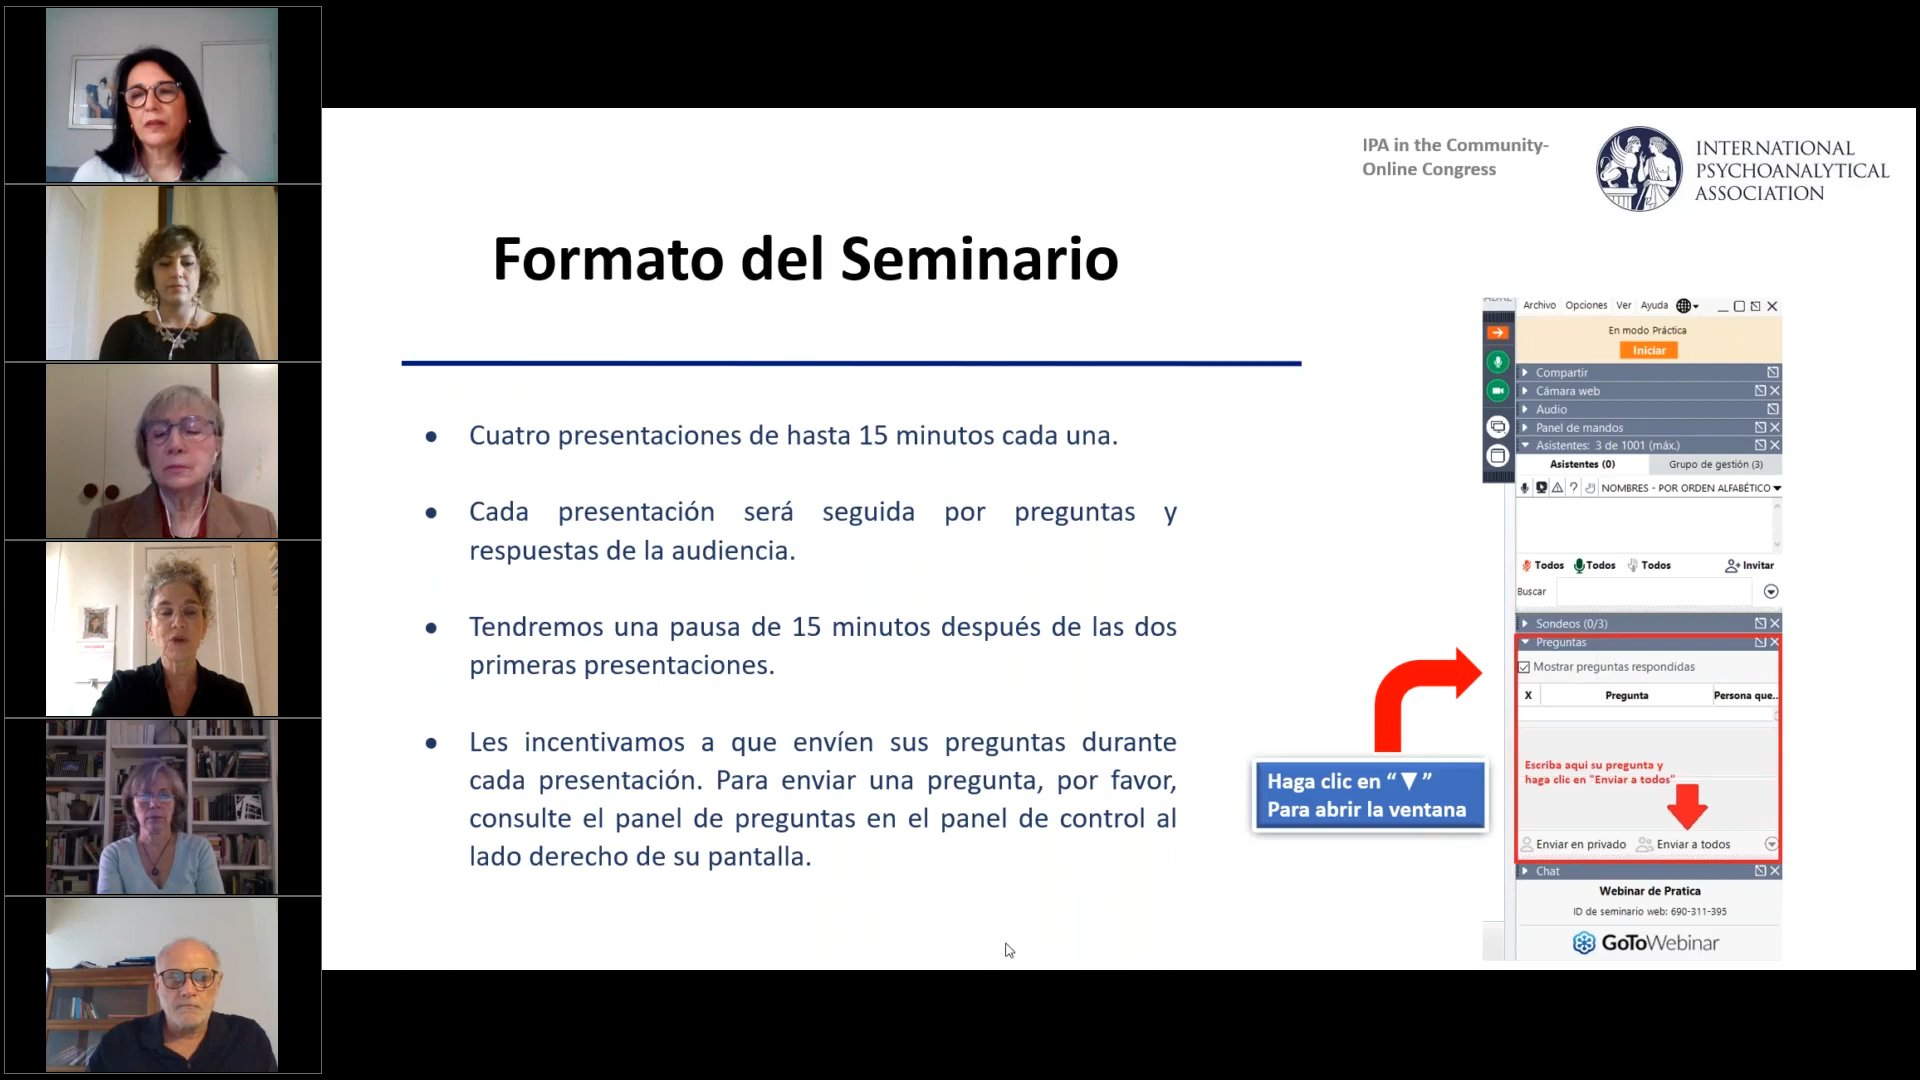 IPA in the Community-
Online Congress
INTERNATIONAL
PSYCHOANALYTICAL
ASSOCIATION
Formato del Seminario
● Cuatro presentaciones de hasta 15 minutos cada una.
● Cada presentación será seguida por preguntas y
respuestas de la audiencia.
● Tendremos una pausa de 15 minutos después de las dos
primeras presentaciones.
● Les incentivamos a que envíen sus preguntas durante
cada presentación. Para enviar una pregunta, por favor,
consulte el panel de preguntas en el panel de control al
lado derecho de su pantalla.
Haga clic en “ ▼ ”
Para abrir la ventana
Archivo Opciones Ver Ayuda
En modo Práctica
Iniciar
Compartir
Cámara web
Audio
Panel de mandos
Asistentes: 3 de 1001 (máx.)
Asistentes (0) Grupo de gestión (3)
NOMBRES - POR ORDEN ALFABÉTICO
Todos Todos Todos Invitar
Buscar
Sondeos (0/3)
Preguntas
Mostrar preguntas respondidas
X Pregunta Persona que...
Escriba aqui su pregunta y
haga clic en "Enviar a todos"
Enviar en privado Enviar a todos
Chat
Webinar de Pratica
ID de seminario web: 690-311-395
GoToWebinar